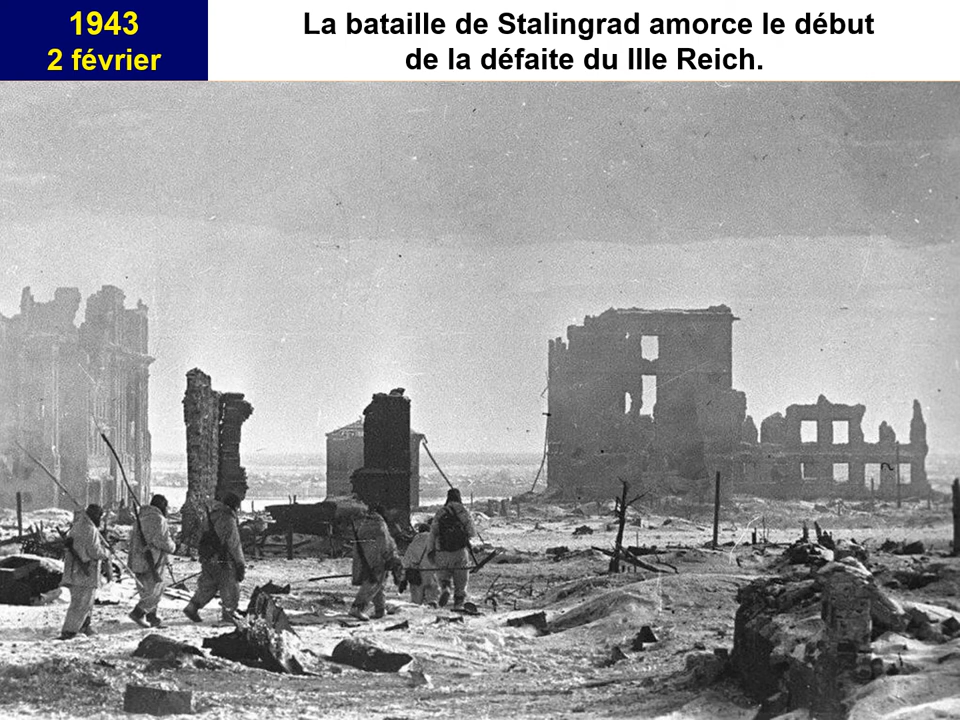 1943
2 février
La bataille de Stalingrad amorce le début
de la défaite du IIIe Reich.